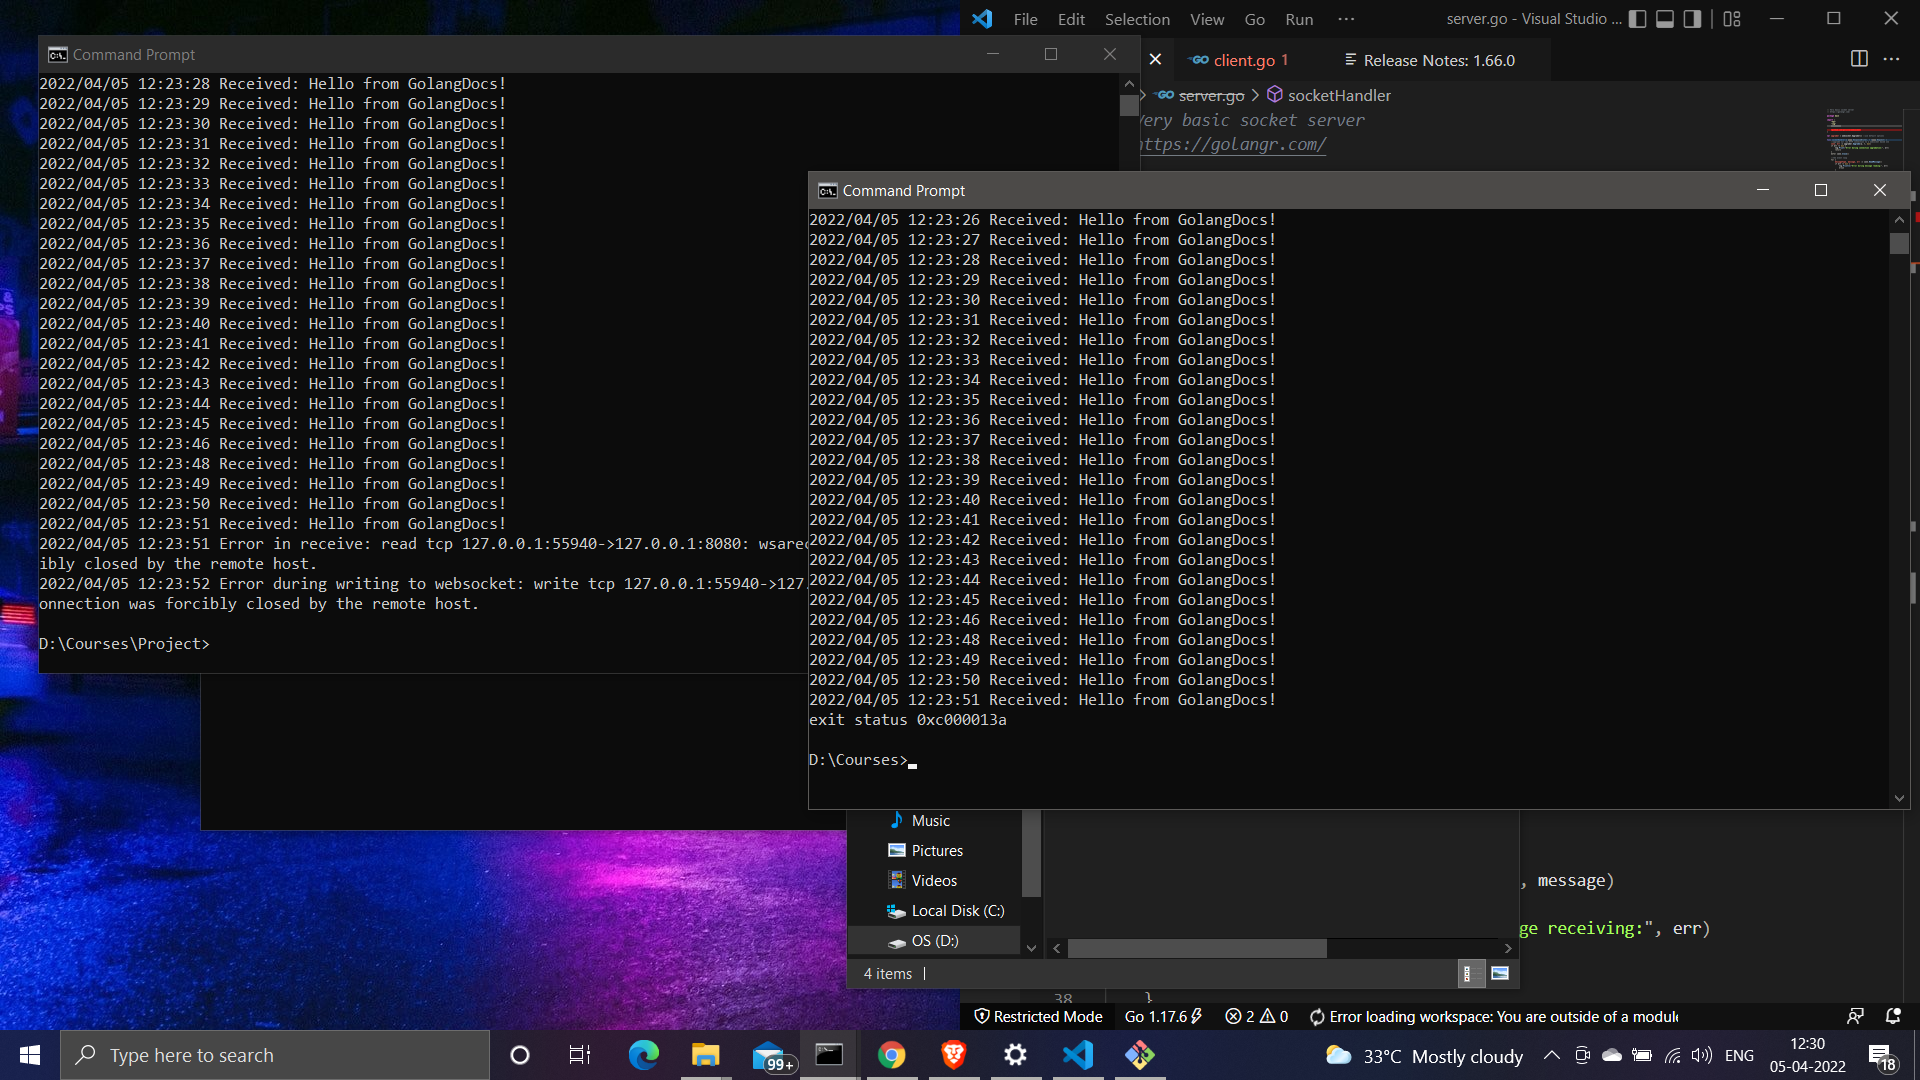 Command Prompt
2022/04/05 12:23:28 Received: Hello from GolangDocs!
2022/04/05 12:23:29 Received: Hello from GolangDocs!
2022/04/05 12:23:30 Received: Hello from GolangDocs!
2022/04/05 12:23:31 Received: Hello from GolangDocs!
2022/04/05 12:23:32 Received: Hello from GolangDocs!
2022/04/05 12:23:33 Received: Hello from GolangDocs!
2022/04/05 12:23:34 Received: Hello from GolangDocs!
2022/04/05 12:23:35 Received: Hello from GolangDocs!
2022/04/05 12:23:36 Received: Hello from GolangDocs!
2022/04/05 12:23:37 Received: Hello from GolangDocs!
2022/04/05 12:23:38 Received: Hello from GolangDocs!
2022/04/05 12:23:39 Received: Hello from GolangDocs!
2022/04/05 12:23:40 Received: Hello from GolangDocs!
2022/04/05 12:23:41 Received: Hello from GolangDocs!
2022/04/05 12:23:42 Received: Hello from GolangDocs!
2022/04/05 12:23:43 Received: Hello from GolangDocs!
2022/04/05 12:23:44 Received: Hello from GolangDocs!
2022/04/05 12:23:45 Received: Hello from GolangDocs!
2022/04/05 12:23:46 Received: Hello from GolangDocs!
2022/04/05 12:23:48 Received: Hello from GolangDocs!
2022/04/05 12:23:49 Received: Hello from GolangDocs!
2022/04/05 12:23:50 Received: Hello from GolangDocs!
2022/04/05 12:23:51 Received: Hello from GolangDocs!
2022/04/05 12:23:51 Error in receive: read tcp 127.0.0.1:55940->127.0.0.1:8080: wsarec
ibly closed by the remote host.
2022/04/05 12:23:52 Error during writing to websocket: write tcp 127.0.0.1:55940->127.
onnection was forcibly closed by the remote host.
D:\Courses\Project>
File Edit Selection View Go Run ··· server.go - Visual Studio ...
client.go 1 Release Notes: 1.66.0
server.go > socketHandler
Very basic socket server
https://golangr.com/
Command Prompt
2022/04/05 12:23:26 Received: Hello from GolangDocs!
2022/04/05 12:23:27 Received: Hello from GolangDocs!
2022/04/05 12:23:28 Received: Hello from GolangDocs!
2022/04/05 12:23:29 Received: Hello from GolangDocs!
2022/04/05 12:23:30 Received: Hello from GolangDocs!
2022/04/05 12:23:31 Received: Hello from GolangDocs!
2022/04/05 12:23:32 Received: Hello from GolangDocs!
2022/04/05 12:23:33 Received: Hello from GolangDocs!
2022/04/05 12:23:34 Received: Hello from GolangDocs!
2022/04/05 12:23:35 Received: Hello from GolangDocs!
2022/04/05 12:23:36 Received: Hello from GolangDocs!
2022/04/05 12:23:37 Received: Hello from GolangDocs!
2022/04/05 12:23:38 Received: Hello from GolangDocs!
2022/04/05 12:23:39 Received: Hello from GolangDocs!
2022/04/05 12:23:40 Received: Hello from GolangDocs!
2022/04/05 12:23:41 Received: Hello from GolangDocs!
2022/04/05 12:23:42 Received: Hello from GolangDocs!
2022/04/05 12:23:43 Received: Hello from GolangDocs!
2022/04/05 12:23:44 Received: Hello from GolangDocs!
2022/04/05 12:23:45 Received: Hello from GolangDocs!
2022/04/05 12:23:46 Received: Hello from GolangDocs!
2022/04/05 12:23:48 Received: Hello from GolangDocs!
2022/04/05 12:23:49 Received: Hello from GolangDocs!
2022/04/05 12:23:50 Received: Hello from GolangDocs!
2022/04/05 12:23:51 Received: Hello from GolangDocs!
exit status 0xc000013a
D:\Courses>
Music
Pictures
Videos
Local Disk (C:)
OS (D:)
4 items
, message)
ge receiving:", err)
38 }
Restricted Mode Go 1.17.6 2 0 Error loading workspace: You are outside of a modul
Type here to search
99+
33°C Mostly cloudy
ENG
12:30
05-04-2022
18